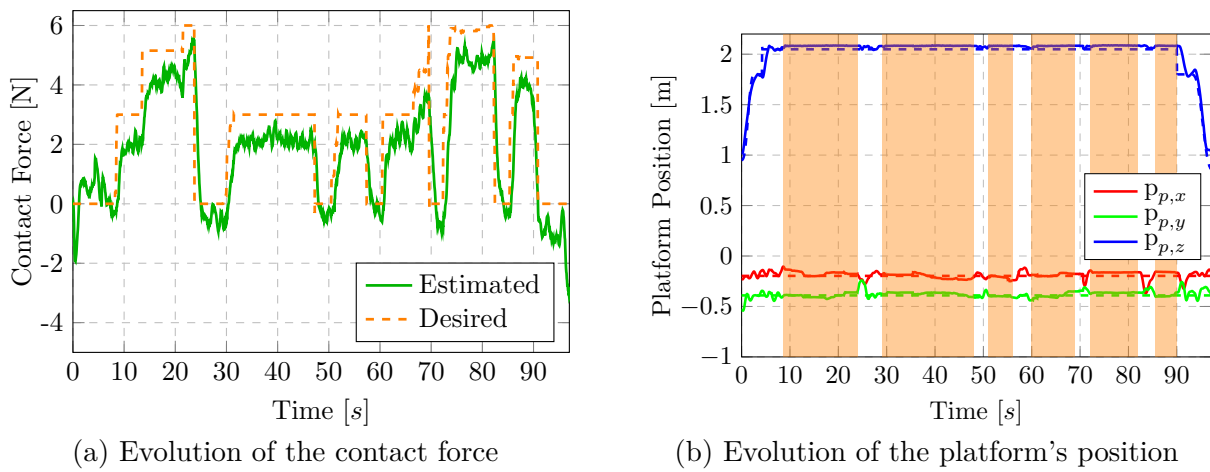 6
4
2
0
-2
-4
Contact Force [N]
Estimated
Desired
0 10 20 30 40 50 60 70 80 90
Time [s]
(a) Evolution of the contact force
2
1.5
1
0.5
0
−0.5
−1
Platform Position [m]
p_{p,x}
p_{p,y}
p_{p,z}
0 10 20 30 40 50 60 70 80 90
Time [s]
(b) Evolution of the platform's position